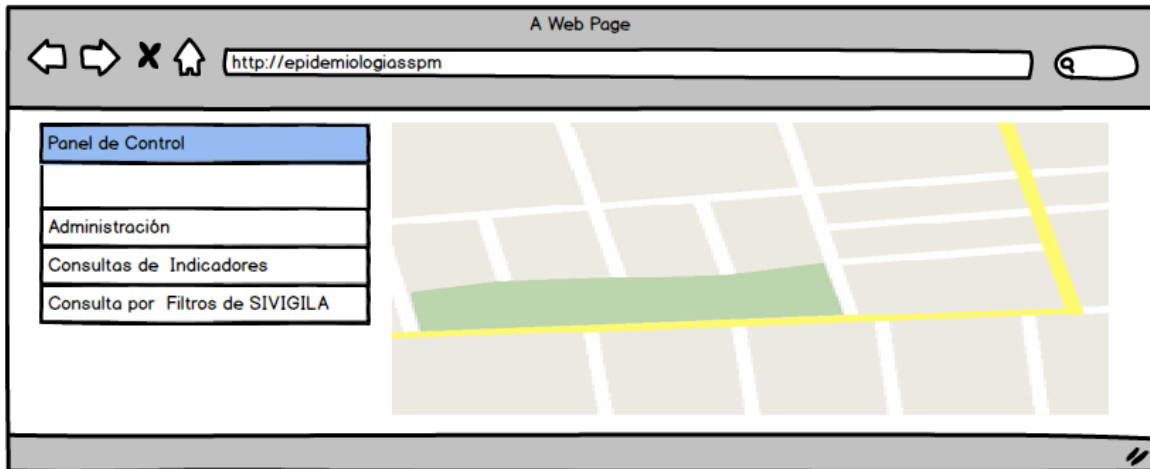 A Web Page
http://epidemiologiasspm
Panel de Control
Administración
Consultas de Indicadores
Consulta por Filtros de SIVIGILA